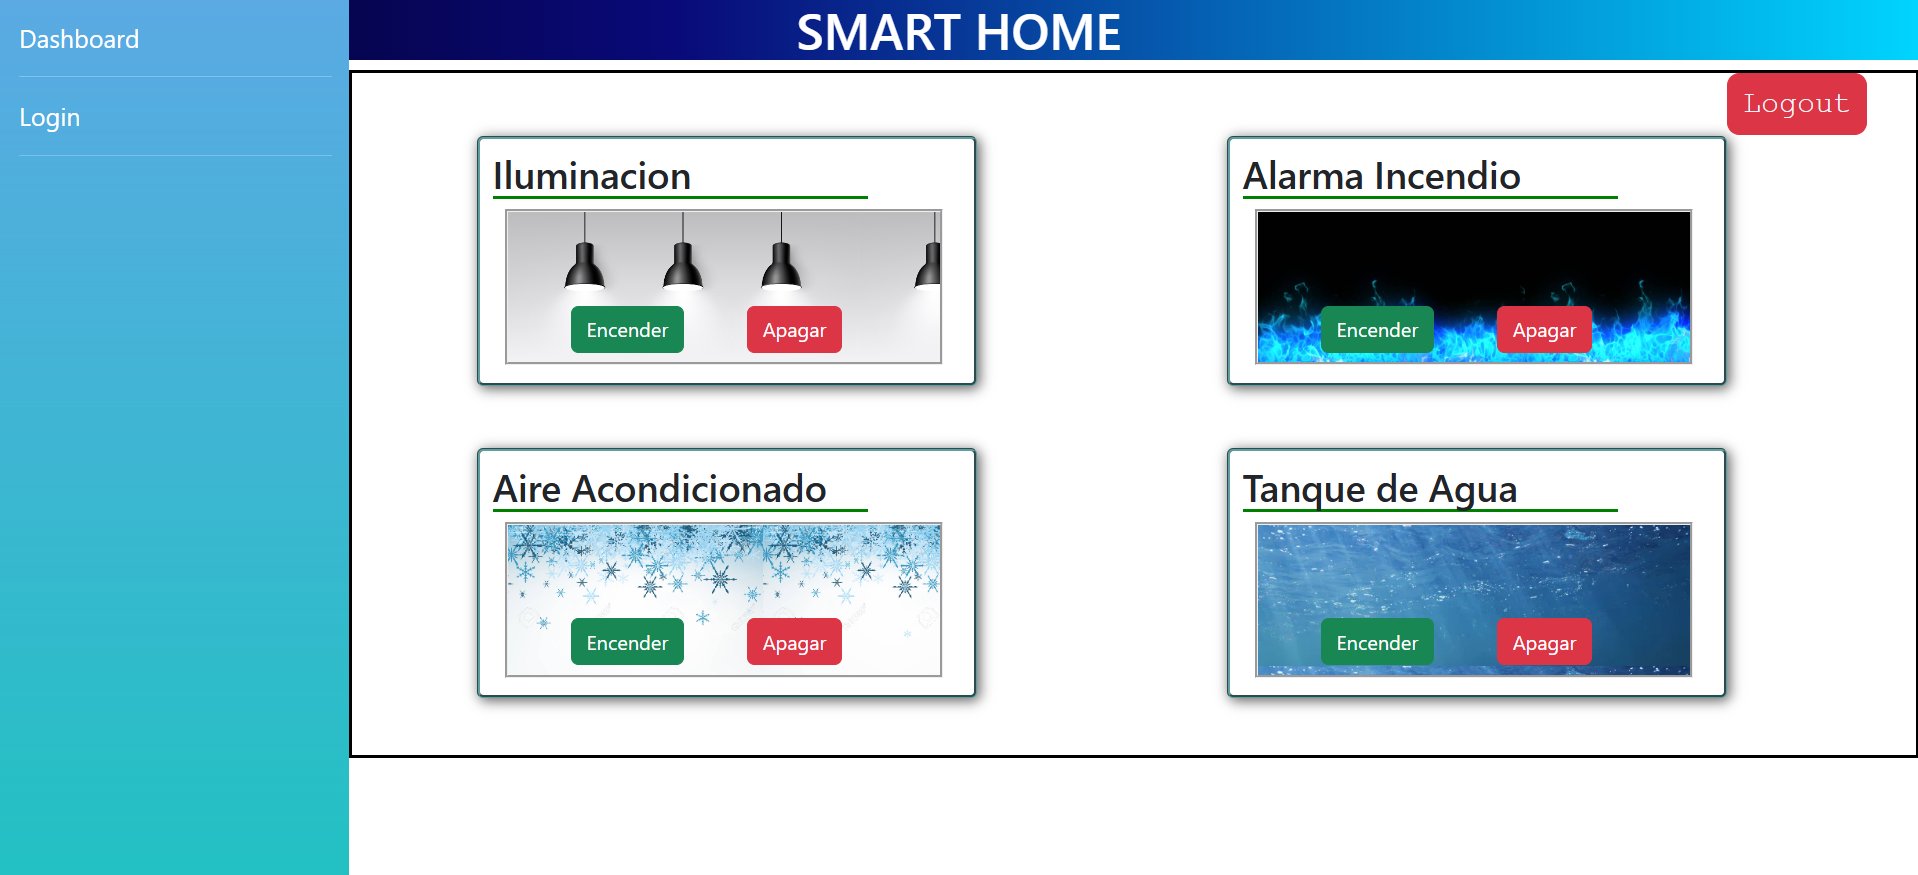 Dashboard
Login
SMART HOME
Logout
Iluminacion
Encender
Apagar
Alarma Incendio
Encender
Apagar
Aire Acondicionado
Encender
Apagar
Tanque de Agua
Encender
Apagar